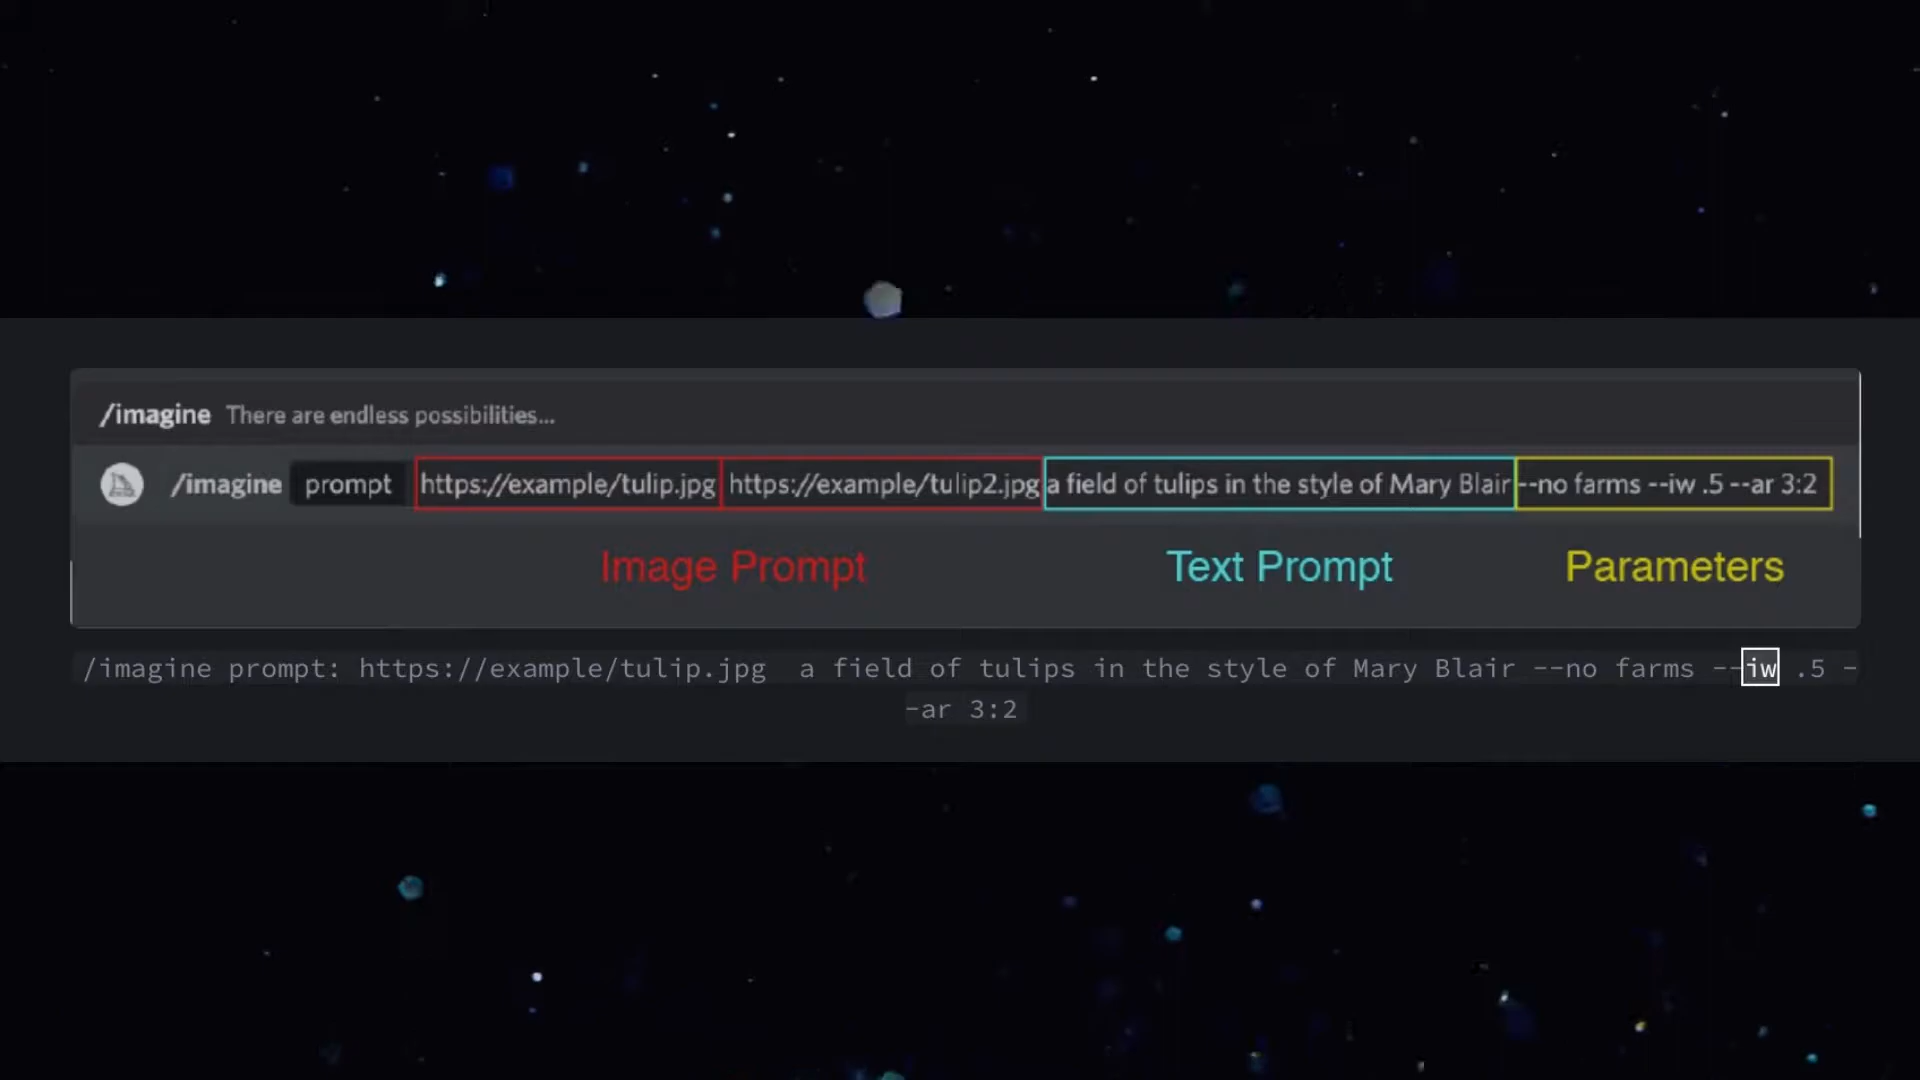 /imagine There are endless possibilities...
/imagine prompt https://example/tulip.jpg https://example/tulip2.jpg a field of tulips in the style of Mary Blair --no farms --iw .5 --ar 3:2
Image Prompt Text Prompt Parameters
/imagine prompt: https://example/tulip.jpg  a field of tulips in the style of Mary Blair --no farms --iw .5 -
-ar 3:2